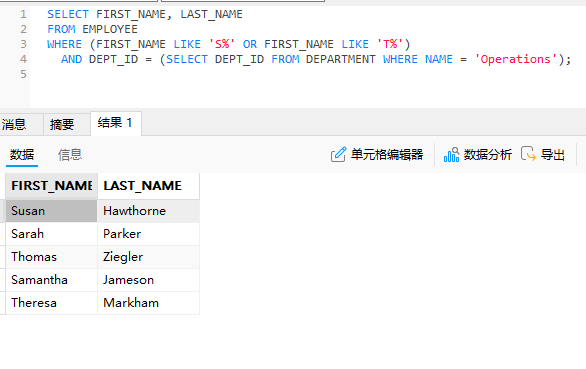 1 SELECT FIRST_NAME, LAST_NAME
2 FROM EMPLOYEE
3 WHERE (FIRST_NAME LIKE 'S%' OR FIRST_NAME LIKE 'T%')
4 AND DEPT_ID = (SELECT DEPT_ID FROM DEPARTMENT WHERE NAME = 'Operations');
5
消息 摘要 结果 1
数据 信息 单元格编辑器 数据分析 导出
FIRST_NAME LAST_NAME
Susan Hawthorne
Sarah Parker
Thomas Ziegler
Samantha Jameson
Theresa Markham